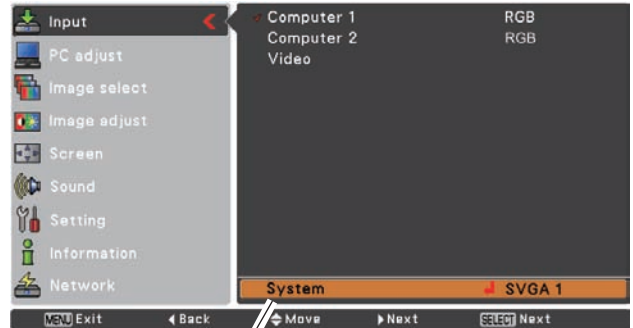 Input
PC adjust
Image select
Image adjust
Screen
Sound
Setting
Information
Network
Computer 1 RGB
Computer 2 RGB
Video
System SVGA 1
MENU Exit Back Move Next SELECT Next